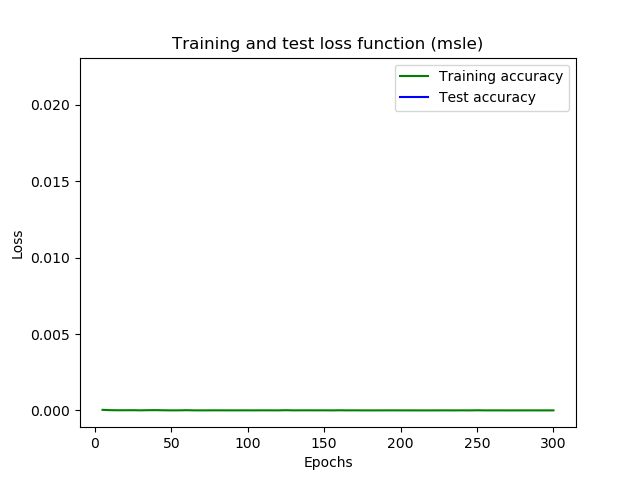 Training and test loss function (msle)
Training accuracy
Test accuracy
0.020
0.015
0.010
0.005
0.000
Loss
0 50 100 150 200 250 300
Epochs